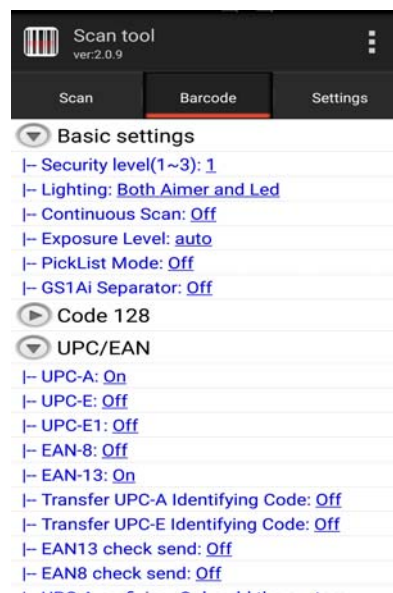 Scan tool
ver:2.0.9
Scan Barcode Settings
Basic settings
|-- Security level(1~3): 1
|-- Lighting: Both Aimer and Led
|-- Continuous Scan: Off
|-- Exposure Level: auto
|-- PickList Mode: Off
|-- GS1Ai Separator: Off
Code 128
UPC/EAN
|-- UPC-A: On
|-- UPC-E: Off
|-- UPC-E1: Off
|-- EAN-8: Off
|-- EAN-13: On
|-- Transfer UPC-A Identifying Code: Off
|-- Transfer UPC-E Identifying Code: Off
|-- EAN13 check send: Off
|-- EAN8 check send: Off